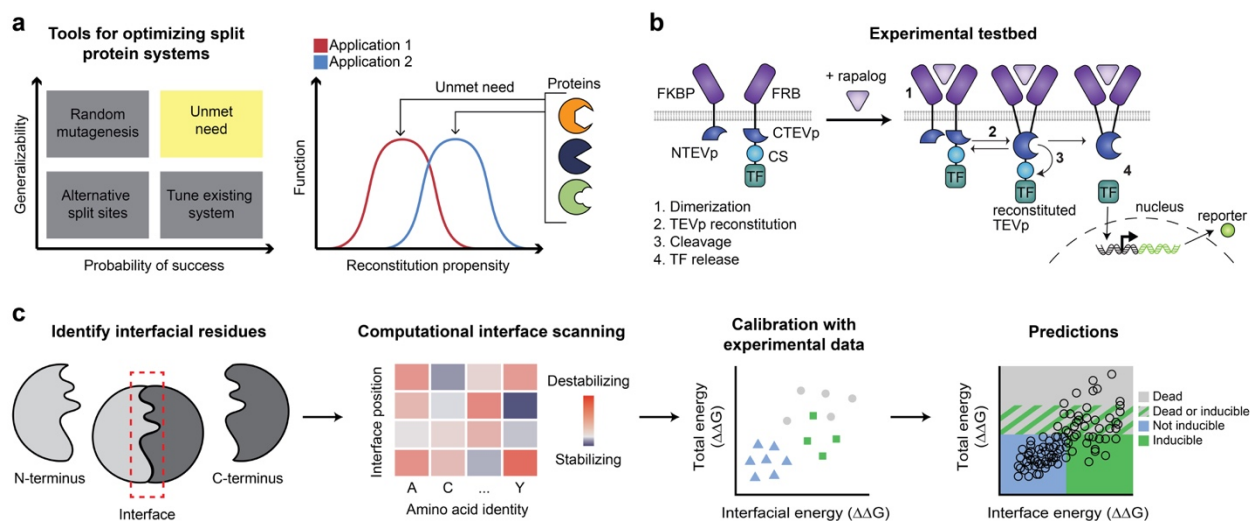 a
Tools for optimizing split
protein systems
Generalizability
Random
mutagenesis
Unmet
need
Alternative
split sites
Tune existing
system
Probability of success
Application 1
Application 2
Unmet need
Proteins
Function
Reconstitution propensity
b
Experimental testbed
+ rapalog
FKBP
FRB
NTEVp
CTEVp
CS
TF
1
2
3
4
TF
reconstituted
TEVp
TF
nucleus
reporter
1. Dimerization
2. TEVp reconstitution
3. Cleavage
4. TF release
c
Identify interfacial residues
N-terminus
C-terminus
Interface
Computational interface scanning
Interface position
A C ... Y
Amino acid identity
Destabilizing
Stabilizing
Calibration with
experimental data
Total energy
(ΔΔG)
Interfacial energy (ΔΔG)
Predictions
Total energy
(ΔΔG)
Interface energy (ΔΔG)
Dead
Dead or inducible
Not inducible
Inducible